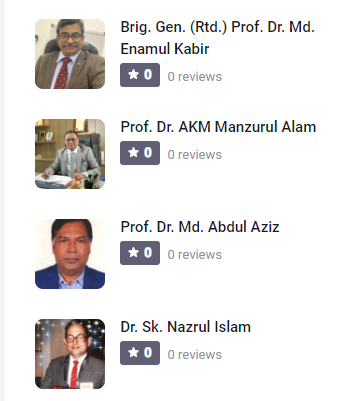 Brig. Gen. (Rtd.) Prof. Dr. Md.
Enamul Kabir
★ 0 0 reviews
Prof. Dr. AKM Manzurul Alam
★ 0 0 reviews
Prof. Dr. Md. Abdul Aziz
★ 0 0 reviews
Dr. Sk. Nazrul Islam
★ 0 0 reviews